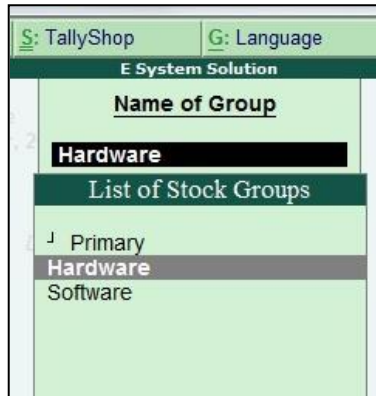 S: TallyShop G: Language
E System Solution
Name of Group
Hardware
List of Stock Groups
┘ Primary
Hardware
Software